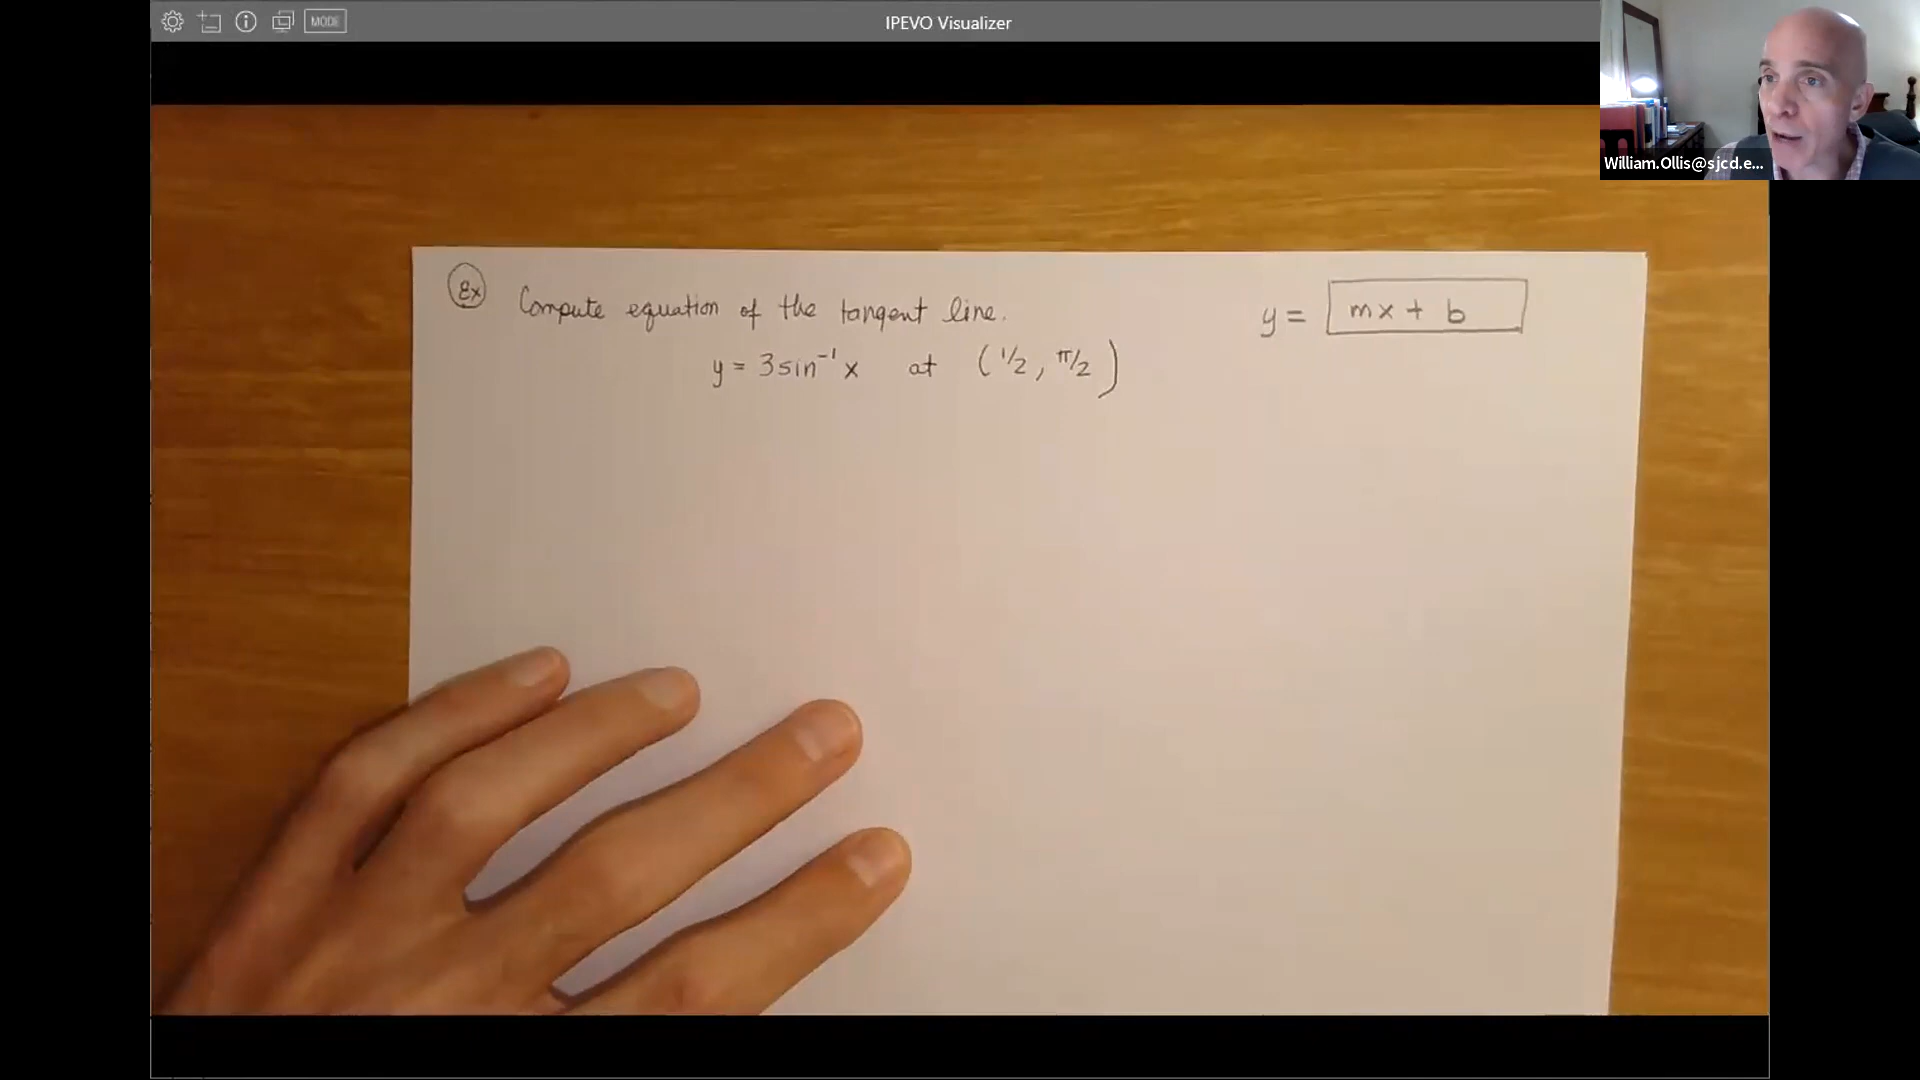 MODE
IPEVO Visualizer
William.Ollis@sjcd.e...
Ex
Compute equation of the tangent line.
y = mx + b
y = 3sin⁻¹x at (1/2, π/2)